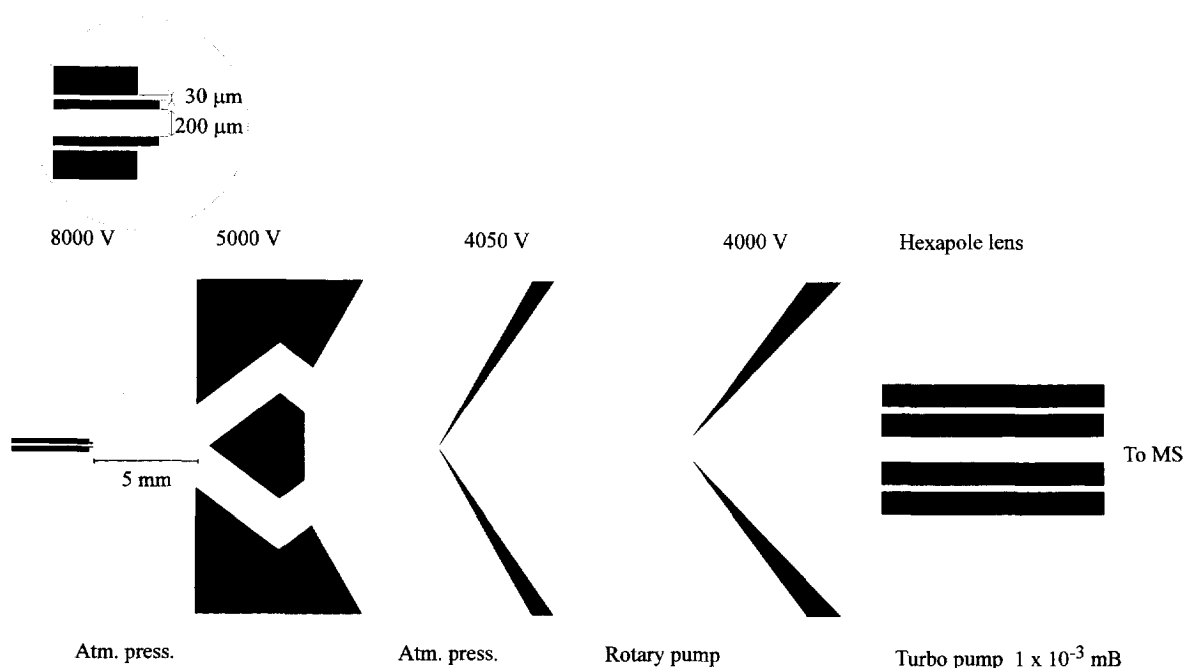 30 µm
200 µm
8000 V 5000 V 4050 V 4000 V Hexapole lens
5 mm
To MS
Atm. press. Atm. press. Rotary pump Turbo pump 1 x 10⁻³ mB